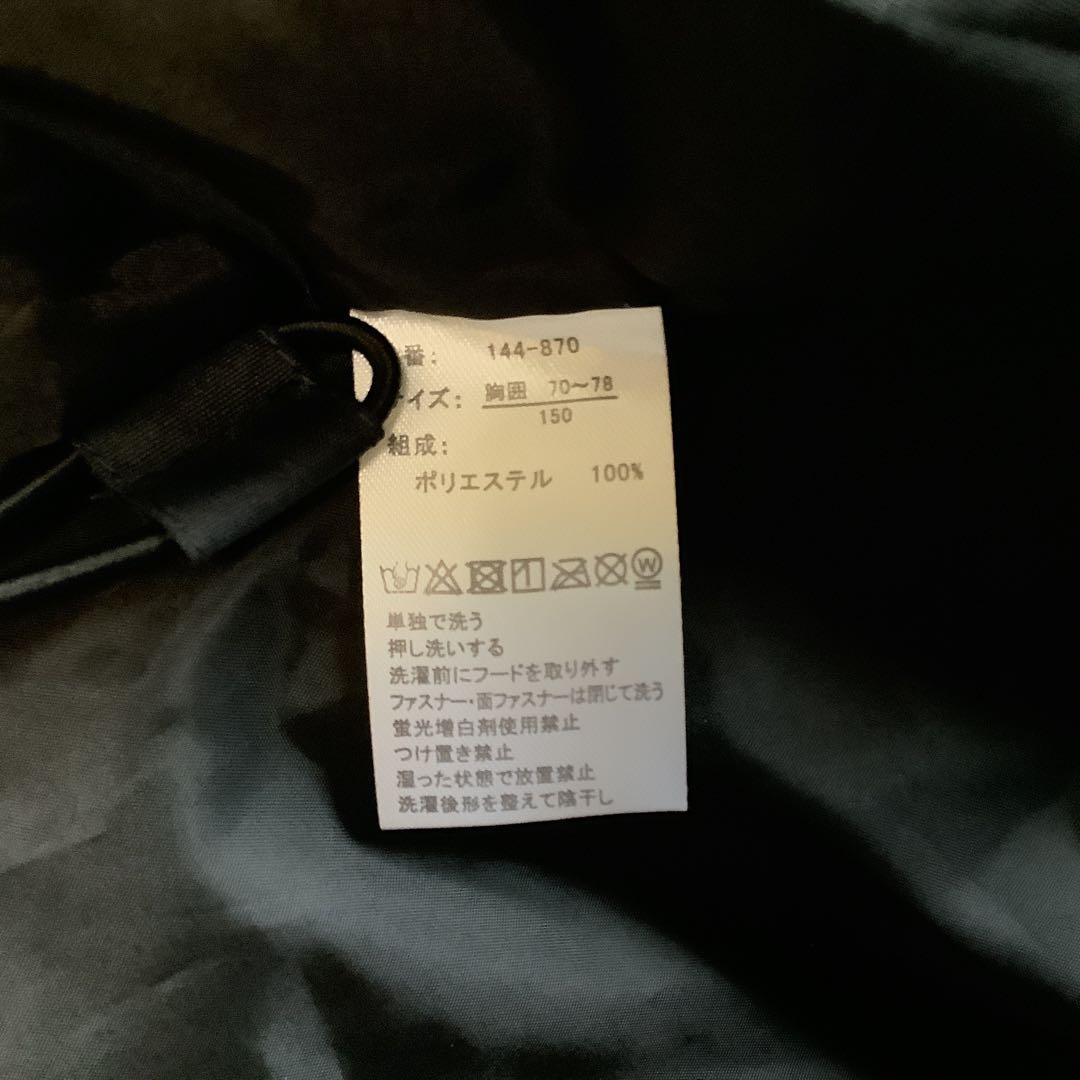 番: 144-870
イズ: 胸囲 70～78
150
組成:
ポリエステル 100%
W
単独で洗う
押し洗いする
洗濯前にフードを取り外す
ファスナー・面ファスナーは閉じて洗う
蛍光増白剤使用禁止
つけ置き禁止
湿った状態で放置禁止
洗濯後形を整えて陰干し